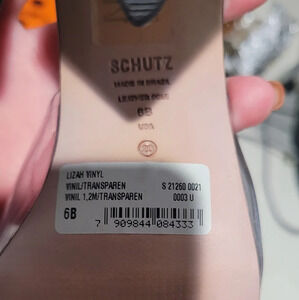 SCHUTZ
MADE IN BRAZIL
LEATHER SOLE
6B
USA
LIZAH VINYL
VINIL/TRANSPAREN S 21260 0021
VINIL 1,2M/TRANSPAREN 0003 U
6B
7 909844 084333